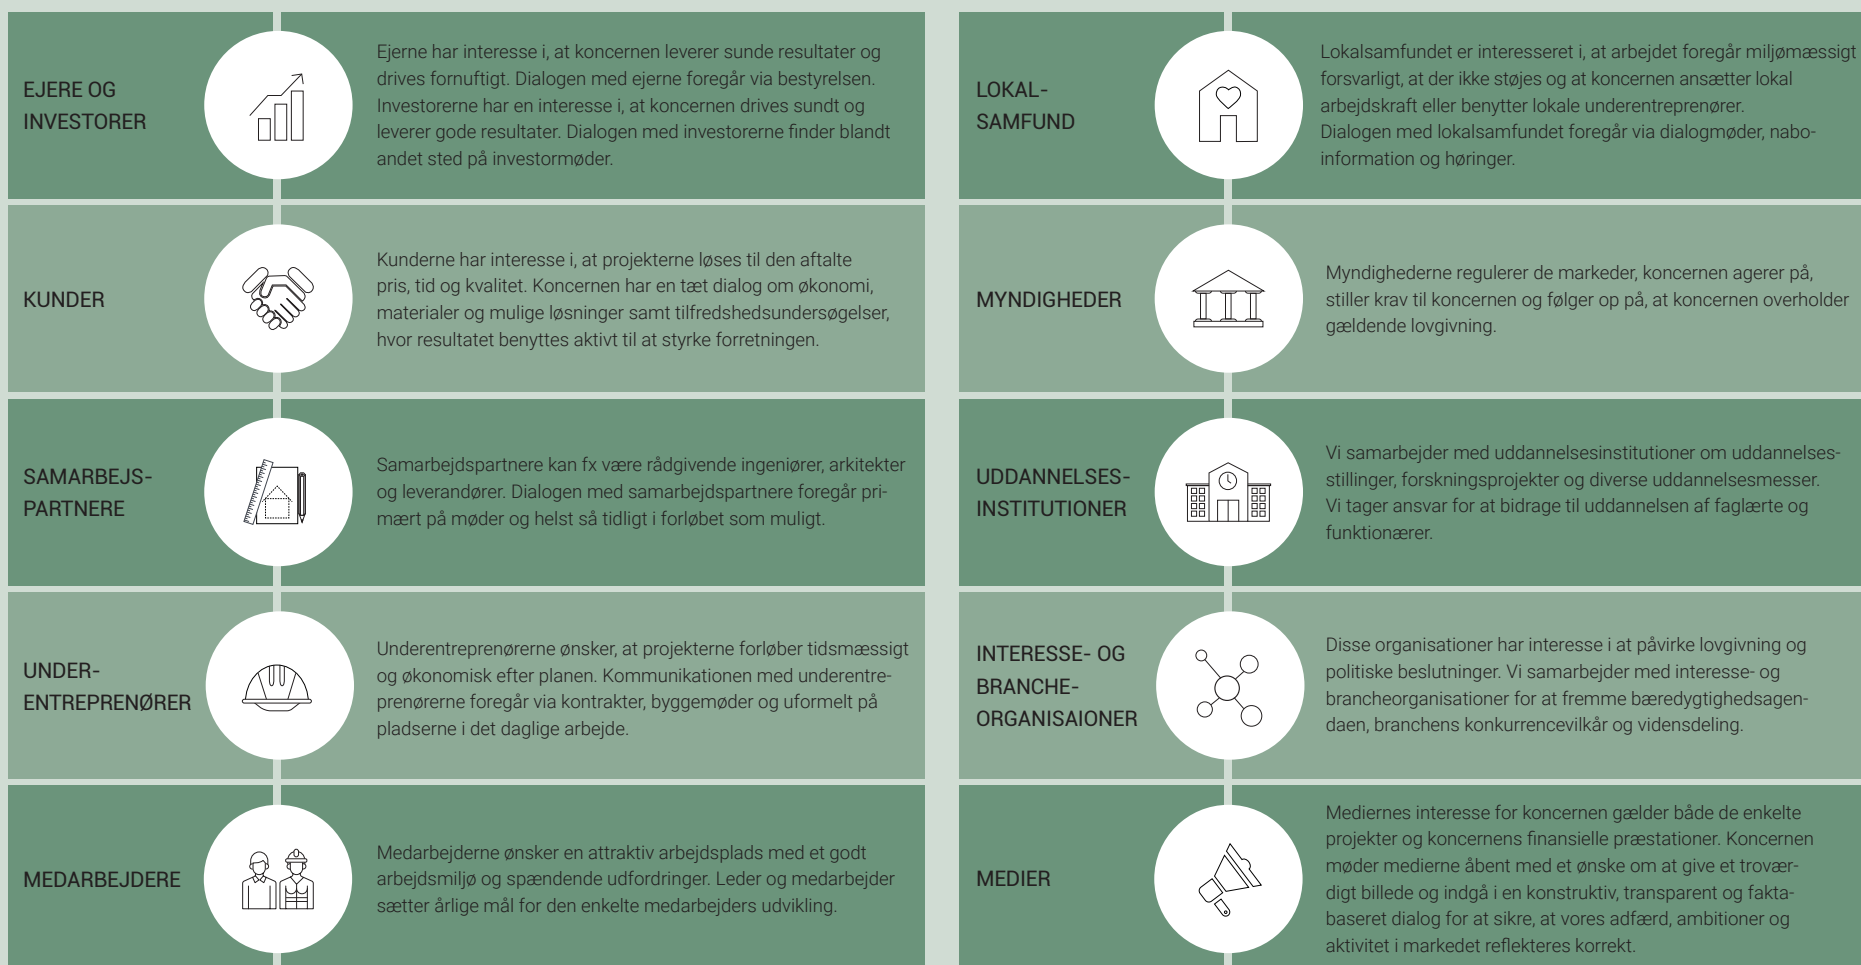 EJERE OG
INVESTORER
Ejerne har interesse i, at koncernen leverer sunde resultater og
drives fornuftigt. Dialogen med ejerne foregår via bestyrelsen.
Investorerne har en interesse i, at koncernen drives sundt og
leverer gode resultater. Dialogen med investorerne finder blandt
andet sted på investormøder.
KUNDER
Kunderne har interesse i, at projekterne løses til den aftalte
pris, tid og kvalitet. Koncernen har en tæt dialog om økonomi,
materialer og mulige løsninger samt tilfredshedsundersøgelser,
hvor resultatet benyttes aktivt til at styrke forretningen.
SAMARBEJS-
PARTNERE
Samarbejdspartnere kan fx være rådgivende ingeniører, arkitekter
og leverandører. Dialogen med samarbejdspartnere foregår pri-
mært på møder og helst så tidligt i forløbet som muligt.
UNDER-
ENTREPRENØRER
Underentreprenørerne ønsker, at projekterne forløber tidsmæssigt
og økonomisk efter planen. Kommunikationen med underentre-
prenørerne foregår via kontrakter, byggemøder og uformelt på
pladserne i det daglige arbejde.
MEDARBEJDERE
Medarbejderne ønsker en attraktiv arbejdsplads med et godt
arbejdsmiljø og spændende udfordringer. Leder og medarbejder
sætter årlige mål for den enkelte medarbejders udvikling.
LOKAL-
SAMFUND
Lokalsamfundet er interesseret i, at arbejdet foregår miljømæssigt
forsvarligt, at der ikke støjes og at koncernen ansætter lokal
arbejdskraft eller benytter lokale underentreprenører.
Dialogen med lokalsamfundet foregår via dialogmøder, nabo-
information og høringer.
MYNDIGHEDER
Myndighederne regulerer de markeder, koncernen agerer på,
stiller krav til koncernen og følger op på, at koncernen overholder
gældende lovgivning.
UDDANNELSES-
INSTITUTIONER
Vi samarbejder med uddannelsesinstitutioner om uddannelses-
stillinger, forskningsprojekter og diverse uddannelsesmesser.
Vi tager ansvar for at bidrage til uddannelsen af faglærte og
funktionærer.
INTERESSE- OG
BRANCHE-
ORGANISAIONER
Disse organisationer har interesse i at påvirke lovgivning og
politiske beslutninger. Vi samarbejder med interesse- og
brancheorganisationer for at fremme bæredygtighedsagen-
daen, branchens konkurrencevilkår og vidensdeling.
MEDIER
Mediernes interesse for koncernen gælder både de enkelte
projekter og koncernens finansielle præstationer. Koncernen
møder medierne åbent med et ønske om at give et trovær-
digt billede og indgå i en konstruktiv, transparent og fakta-
baseret dialog for at sikre, at vores adfærd, ambitioner og
aktivitet i markedet reflekteres korrekt.